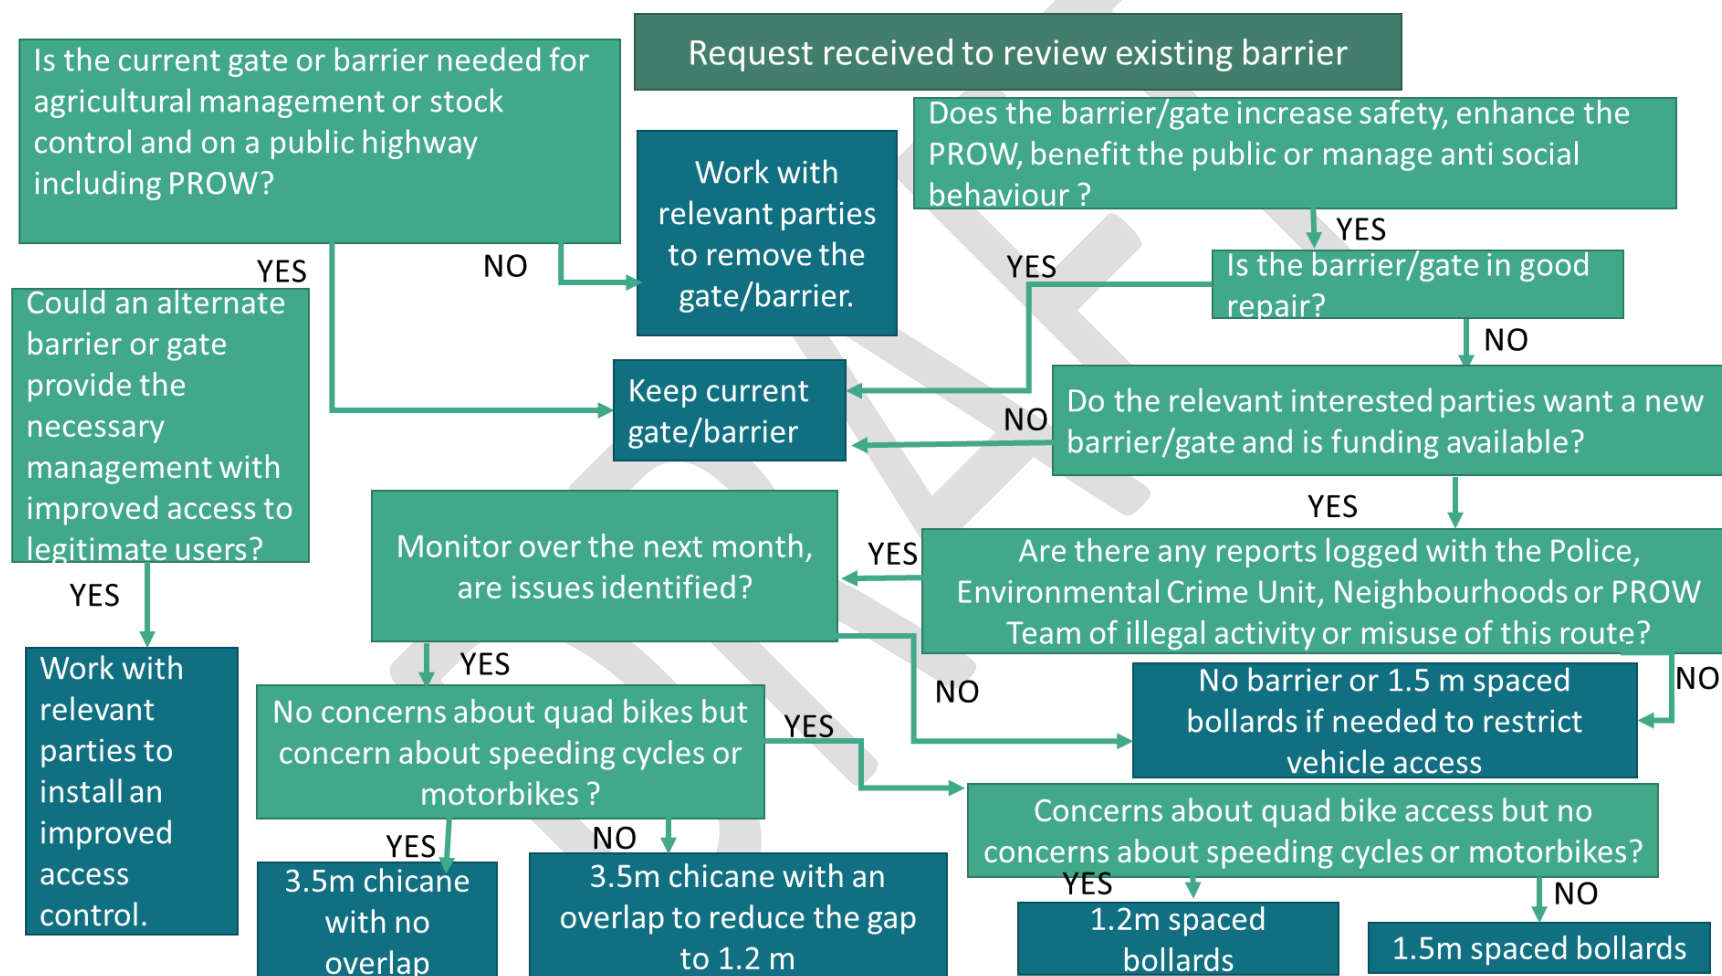 Request received to review existing barrier
Is the current gate or barrier needed for
agricultural management or stock
control and on a public highway
including PROW?
YES
NO
Work with
relevant parties
to remove the
gate/barrier.
Does the barrier/gate increase safety, enhance the
PROW, benefit the public or manage anti social
behaviour ?
YES
Is the barrier/gate in good
repair?
YES
NO
Could an alternate
barrier or gate
provide the
necessary
management with
improved access to
legitimate users?
YES
Keep current
gate/barrier
Do the relevant interested parties want a new
barrier/gate and is funding available?
NO
YES
Monitor over the next month,
are issues identified?
YES
Are there any reports logged with the Police,
Environmental Crime Unit, Neighbourhoods or PROW
Team of illegal activity or misuse of this route?
NO
Work with
relevant
parties to
install an
improved
access
control.
YES
NO
No barrier or 1.5 m spaced
bollards if needed to restrict
vehicle access
No concerns about quad bikes but
concern about speeding cycles or
motorbikes ?
YES
Concerns about quad bike access but no
concerns about speeding cycles or motorbikes?
YES
NO
YES
NO
3.5m chicane
with no
overlap
3.5m chicane with an
overlap to reduce the gap
to 1.2 m
1.2m spaced
bollards
1.5m spaced bollards
DRAFT